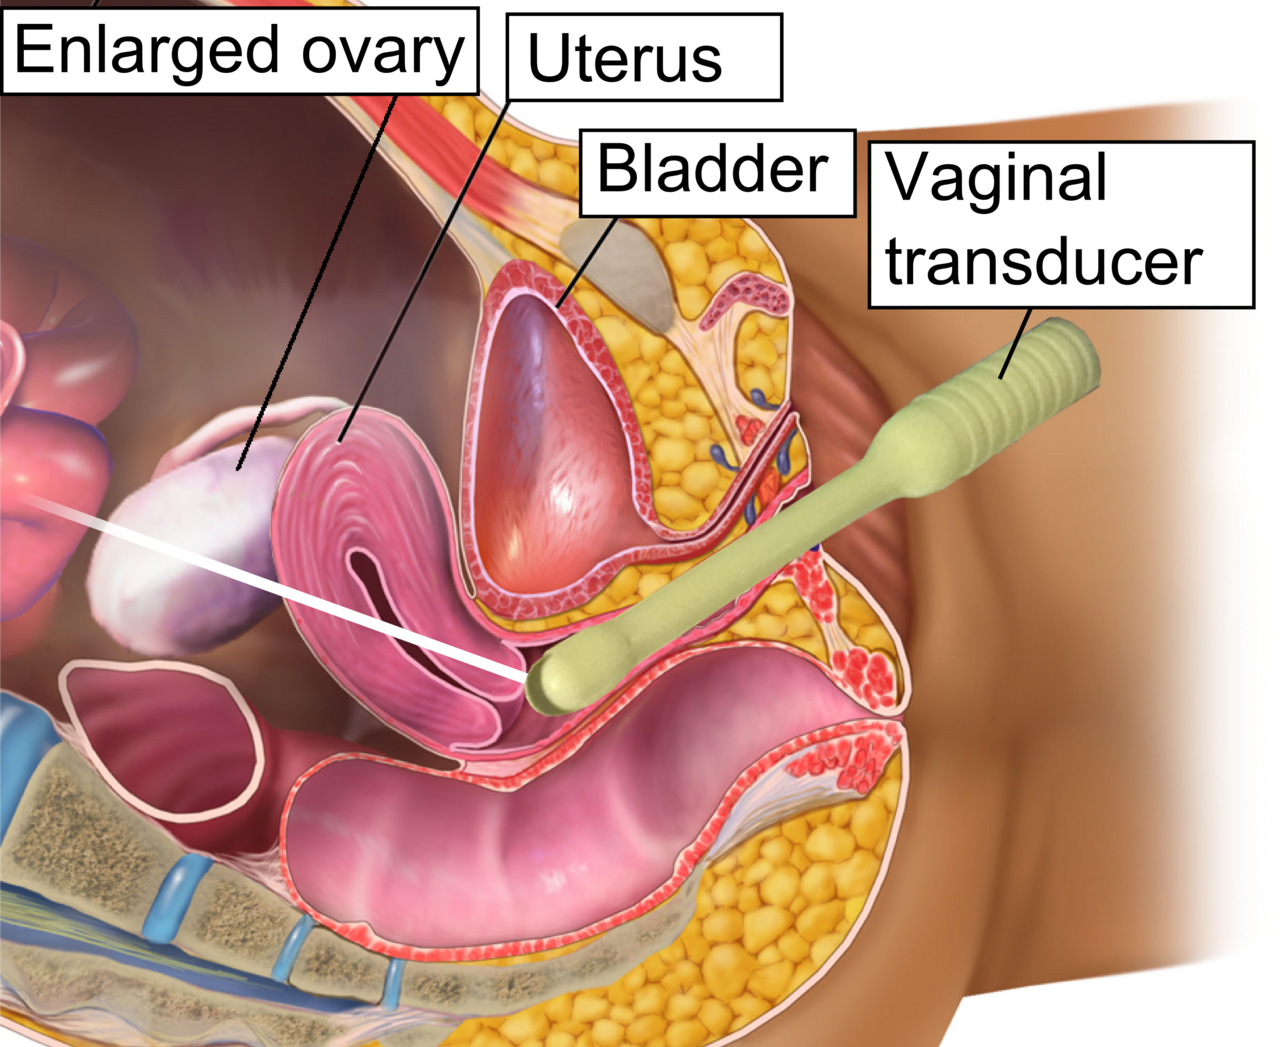 Enlarged ovary
Uterus
Bladder
Vaginal
transducer